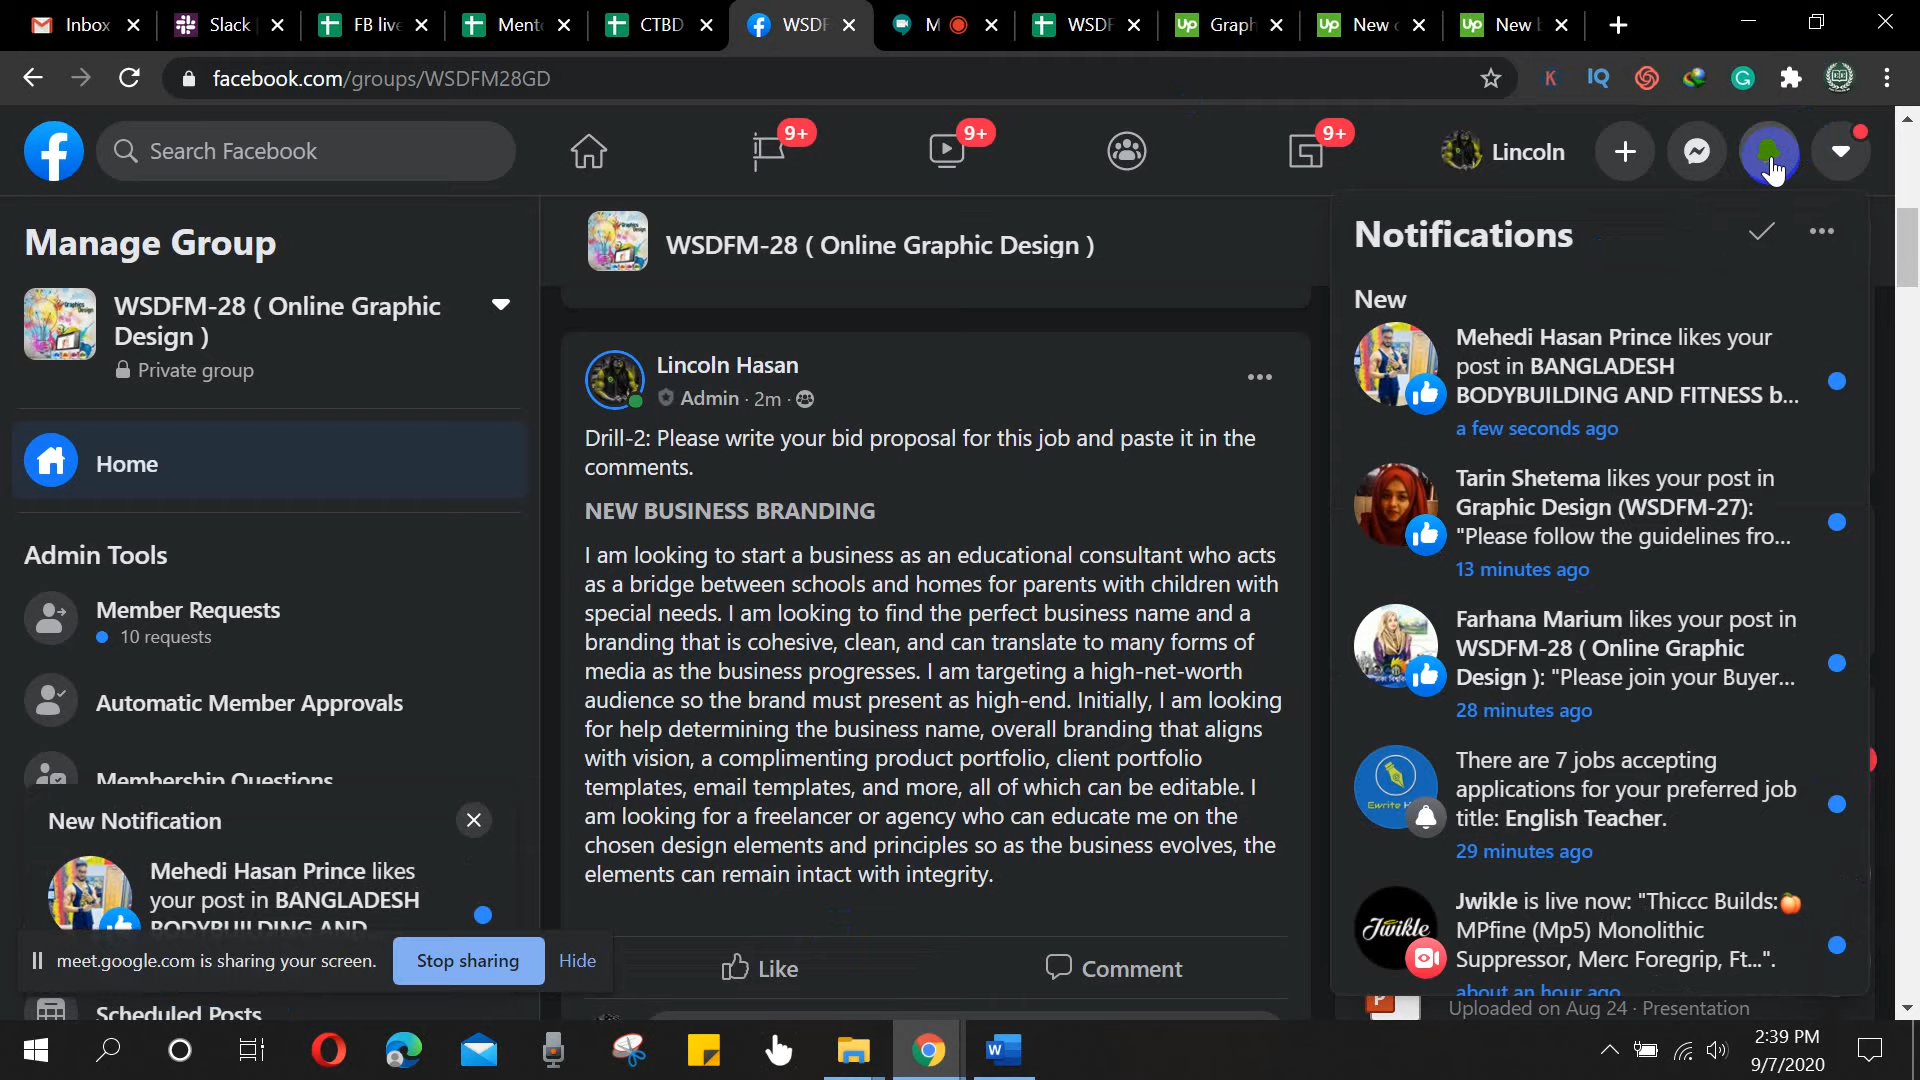 Inbox
Slack
FB live
Mente
CTBD
WSDF
M
WSDF
Graph
New c
New b
facebook.com/groups/WSDFM28GD
K
IQ
Search Facebook
9+
9+
9+
Lincoln
Manage Group
WSDFM-28 ( Online Graphic
Design )
Private group
Home
Admin Tools
Member Requests
10 requests
Automatic Member Approvals
Membership Questions
New Notification
Mehedi Hasan Prince likes
your post in BANGLADESH
BODYBUILDING AND
meet.google.com is sharing your screen.
Stop sharing
Hide
Scheduled Posts
WSDFM-28 ( Online Graphic Design )
Lincoln Hasan
Admin · 2m ·
Drill-2: Please write your bid proposal for this job and paste it in the
comments.
NEW BUSINESS BRANDING
I am looking to start a business as an educational consultant who acts
as a bridge between schools and homes for parents with children with
special needs. I am looking to find the perfect business name and a
branding that is cohesive, clean, and can translate to many forms of
media as the business progresses. I am targeting a high-net-worth
audience so the brand must present as high-end. Initially, I am looking
for help determining the business name, overall branding that aligns
with vision, a complimenting product portfolio, client portfolio
templates, email templates, and more, all of which can be editable. I
am looking for a freelancer or agency who can educate me on the
chosen design elements and principles so as the business evolves, the
elements can remain intact with integrity.
Like
Comment
Notifications
New
Mehedi Hasan Prince likes your
post in BANGLADESH
BODYBUILDING AND FITNESS b...
a few seconds ago
Tarin Shetema likes your post in
Graphic Design (WSDFM-27):
"Please follow the guidelines fro...
13 minutes ago
Farhana Marium likes your post in
WSDFM-28 ( Online Graphic
Design ): "Please join your Buyer...
28 minutes ago
There are 7 jobs accepting
applications for your preferred job
title: English Teacher.
29 minutes ago
Jwikle
Jwikle is live now: "Thiccc Builds:🍑
MPfine (Mp5) Monolithic
Suppressor, Merc Foregrip, Ft...".
about an hour ago
Uploaded on Aug 24 · Presentation
2:39 PM
9/7/2020